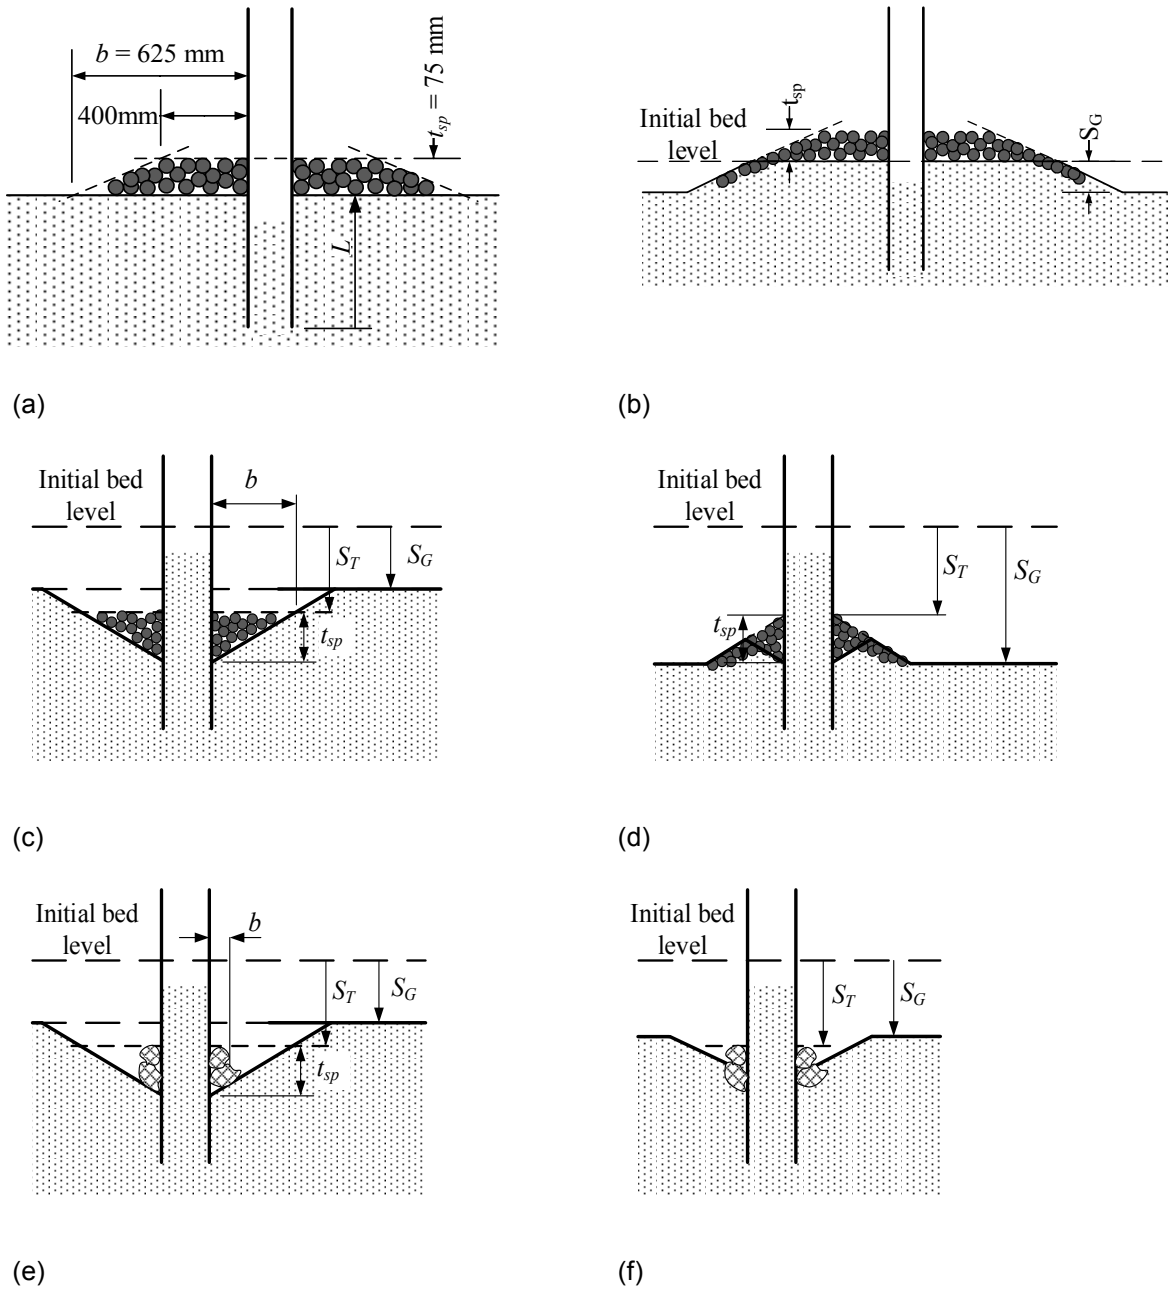 b = 625 mm
400mm
t_sp = 75 mm
L
(a)
Initial bed
level
t_sp
S_G
(b)
Initial bed
level
b
S_T
S_G
t_sp
(c)
Initial bed
level
S_T
S_G
t_sp
(d)
Initial bed
level
b
S_T
S_G
t_sp
(e)
Initial bed
level
S_T
S_G
(f)